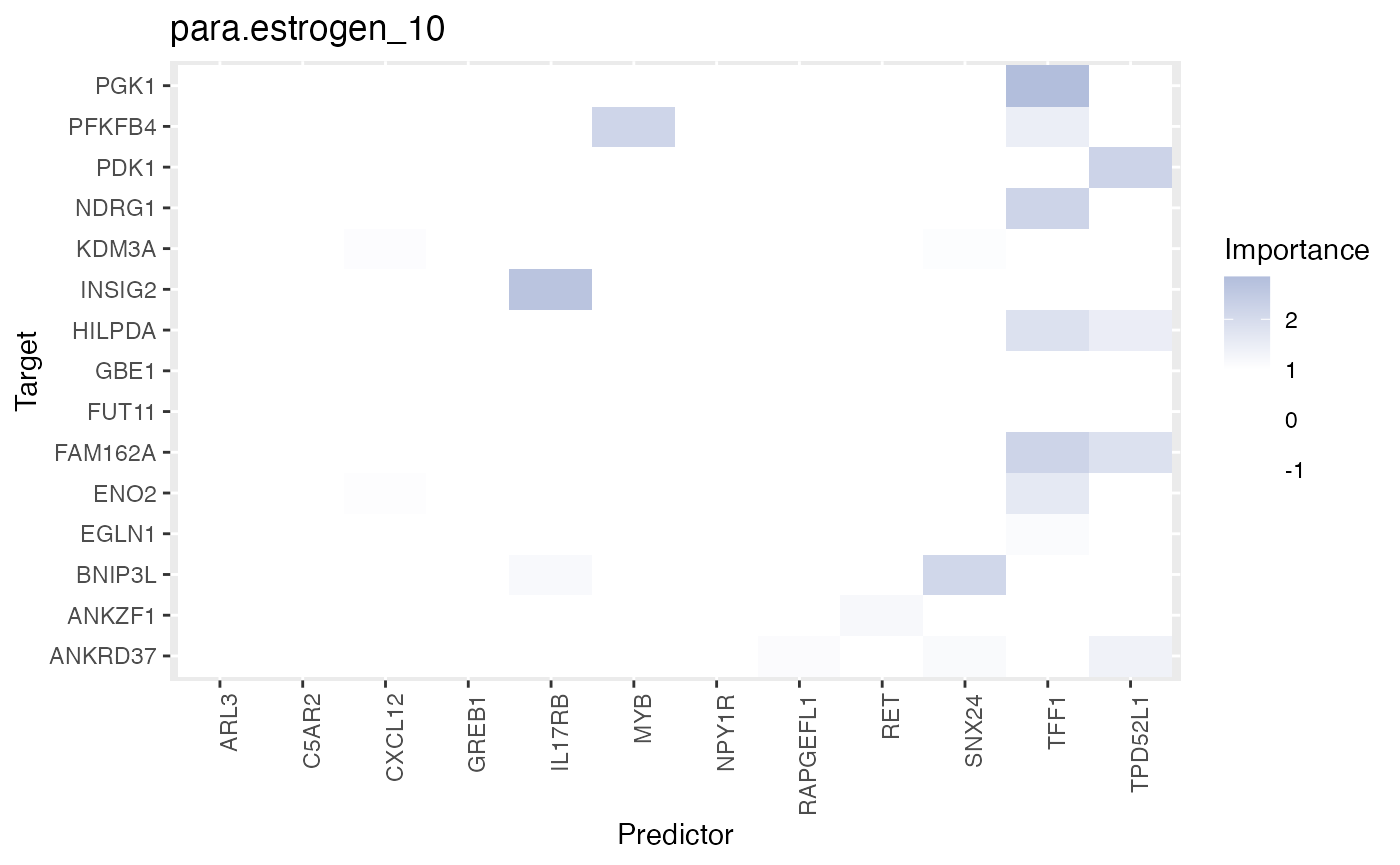 para.estrogen_10
Target
PGK1
PFKFB4
PDK1
NDRG1
KDM3A
INSIG2
HILPDA
GBE1
FUT11
FAM162A
ENO2
EGLN1
BNIP3L
ANKZF1
ANKRD37
ARL3
C5AR2
CXCL12
GREB1
IL17RB
MYB
NPY1R
RAPGEFL1
RET
SNX24
TFF1
TPD52L1
Predictor
Importance
2
1
0
-1